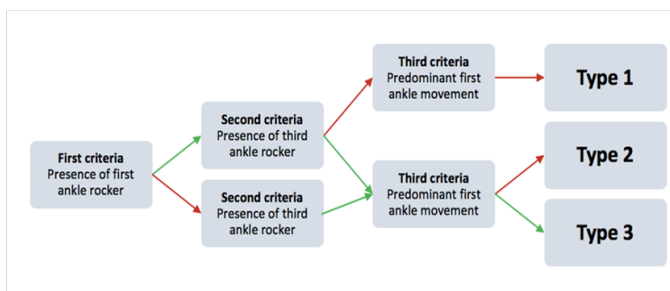 First criteria
Presence of first
ankle rocker
Second criteria
Presence of third
ankle rocker
Second criteria
Presence of third
ankle rocker
Third criteria
Predominant first
ankle movement
Third criteria
Predominant first
ankle movement
Type 1
Type 2
Type 3